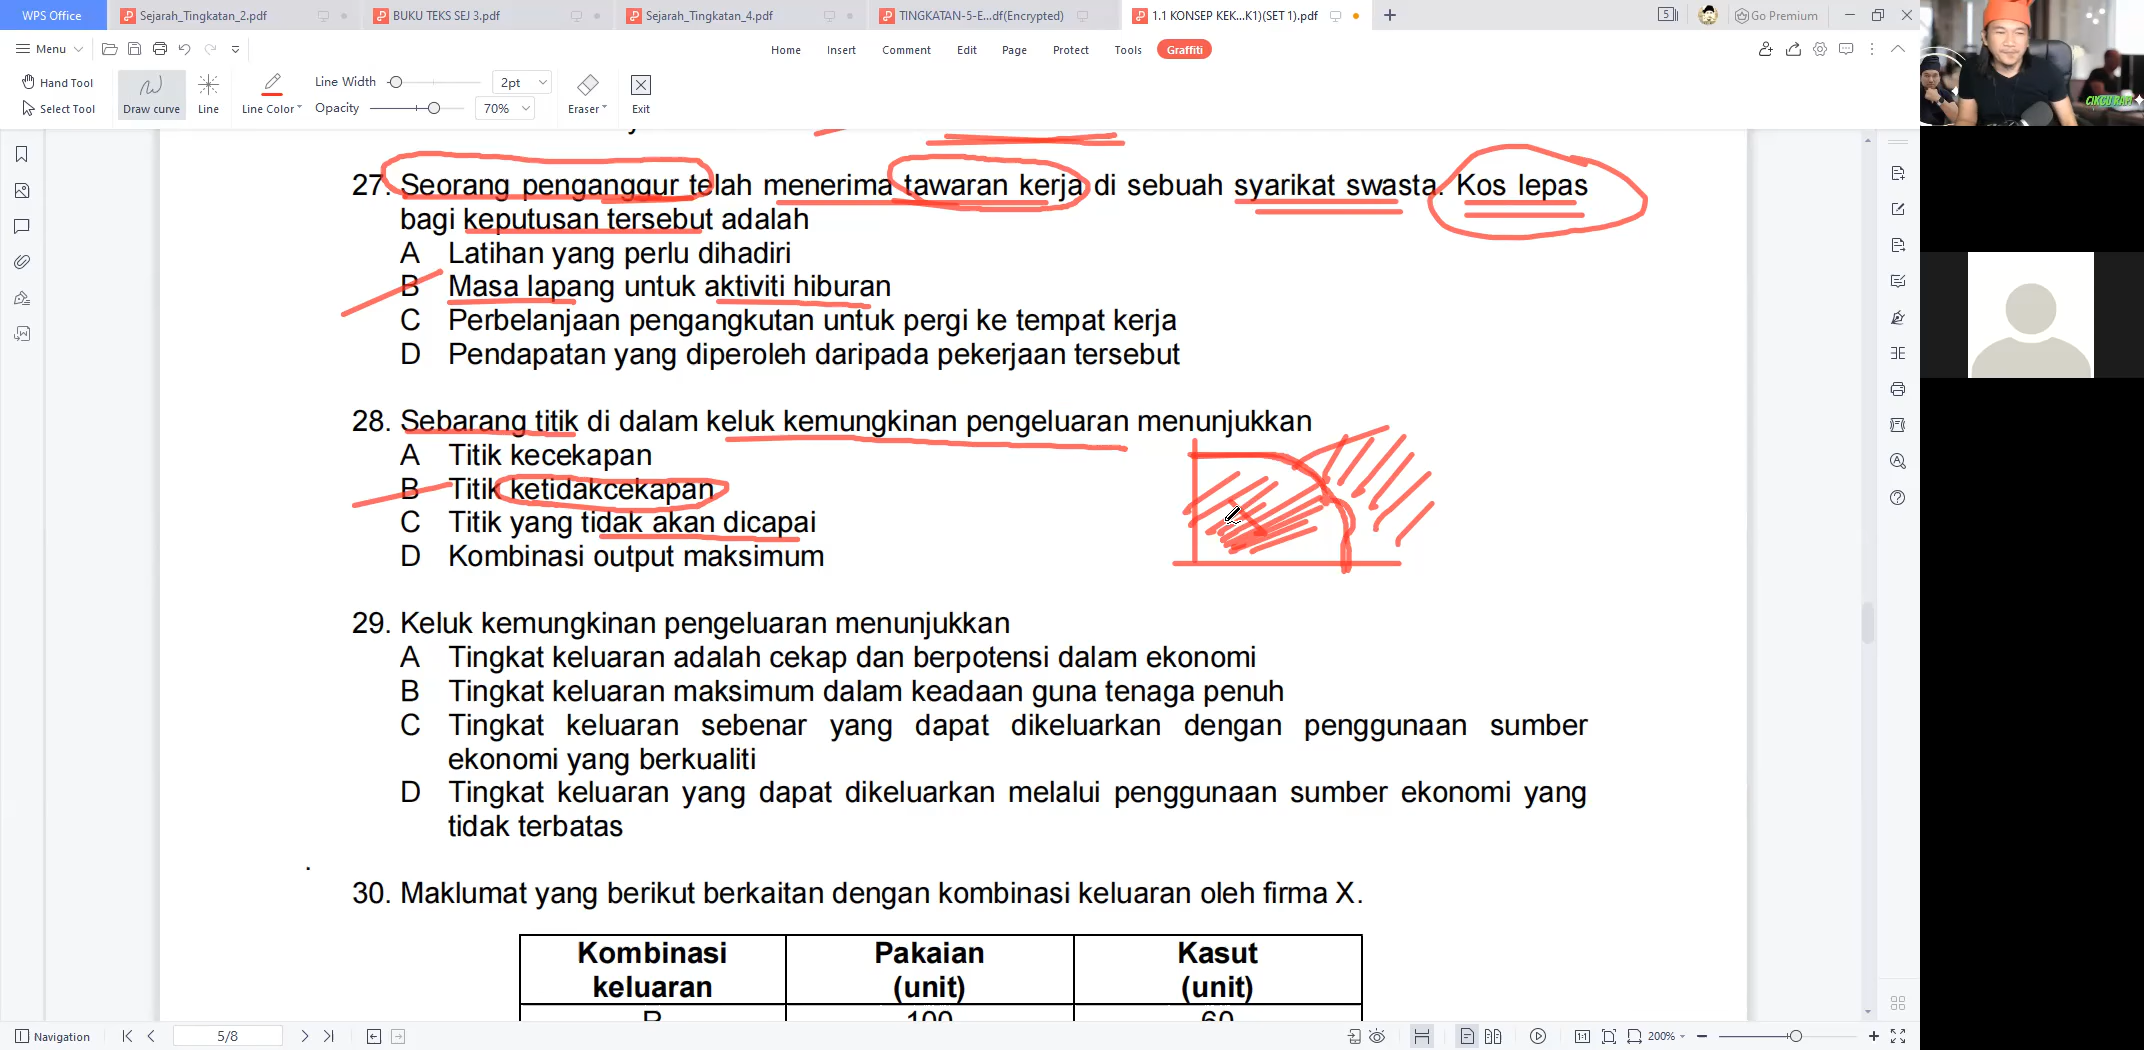 WPS Office
Sejarah_Tingkatan_2.pdf
BUKU TEKS SEJ 3.pdf
Sejarah_Tingkatan_4.pdf
TINGKATAN-5-E...df(Encrypted)
1.1 KONSEP KEK...K1)(SET 1).pdf
5
Go Premium
Menu
Home Insert Comment Edit Page Protect Tools Graffiti
Hand Tool
Select Tool
Draw curve
Line
Line Color
Line Width
2pt
Opacity
70%
Eraser
Exit
27. Seorang penganggur telah menerima tawaran kerja di sebuah syarikat swasta. Kos lepas
bagi keputusan tersebut adalah
A Latihan yang perlu dihadiri
B Masa lapang untuk aktiviti hiburan
C Perbelanjaan pengangkutan untuk pergi ke tempat kerja
D Pendapatan yang diperoleh daripada pekerjaan tersebut
28. Sebarang titik di dalam keluk kemungkinan pengeluaran menunjukkan
A Titik kecekapan
B Titik ketidakcekapan
C Titik yang tidak akan dicapai
D Kombinasi output maksimum
29. Keluk kemungkinan pengeluaran menunjukkan
A Tingkat keluaran adalah cekap dan berpotensi dalam ekonomi
B Tingkat keluaran maksimum dalam keadaan guna tenaga penuh
C Tingkat keluaran sebenar yang dapat dikeluarkan dengan penggunaan sumber
ekonomi yang berkualiti
D Tingkat keluaran yang dapat dikeluarkan melalui penggunaan sumber ekonomi yang
tidak terbatas
.
30. Maklumat yang berikut berkaitan dengan kombinasi keluaran oleh firma X.
Kombinasi keluaran
Pakaian (unit)
Kasut (unit)
100
60
Navigation
5/8
1:1
200%